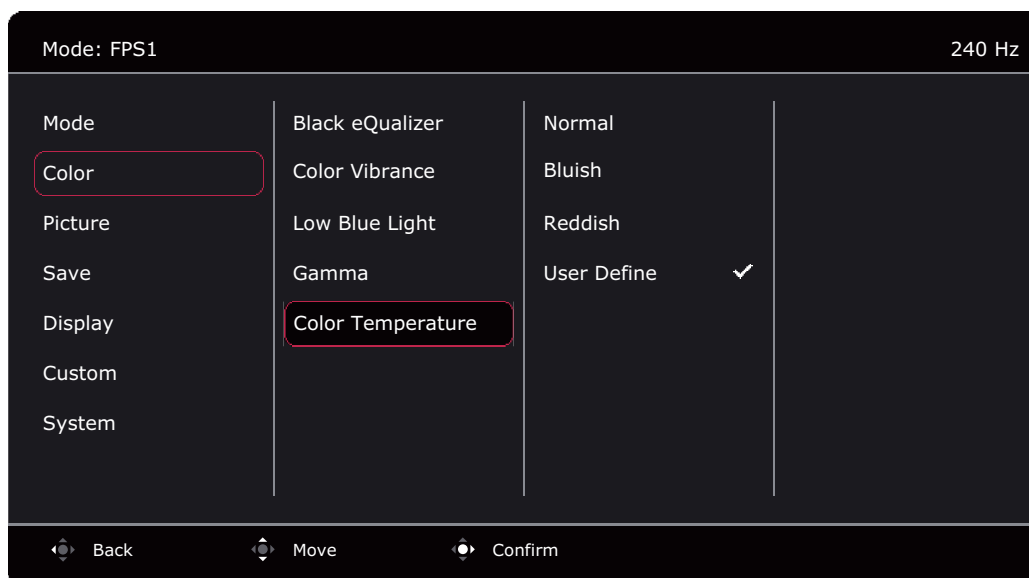 Mode: FPS1
240 Hz
Mode
Color
Picture
Save
Display
Custom
System
Black eQualizer
Color Vibrance
Low Blue Light
Gamma
Color Temperature
Normal
Bluish
Reddish
User Define
Back
Move
Confirm